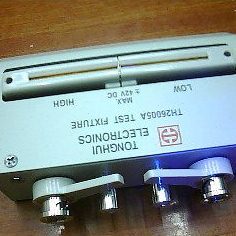 TONGHUI
ELECTRONICS
TH26005A TEST FIXTURE
HIGH
MAX
± 42V DC
LOW